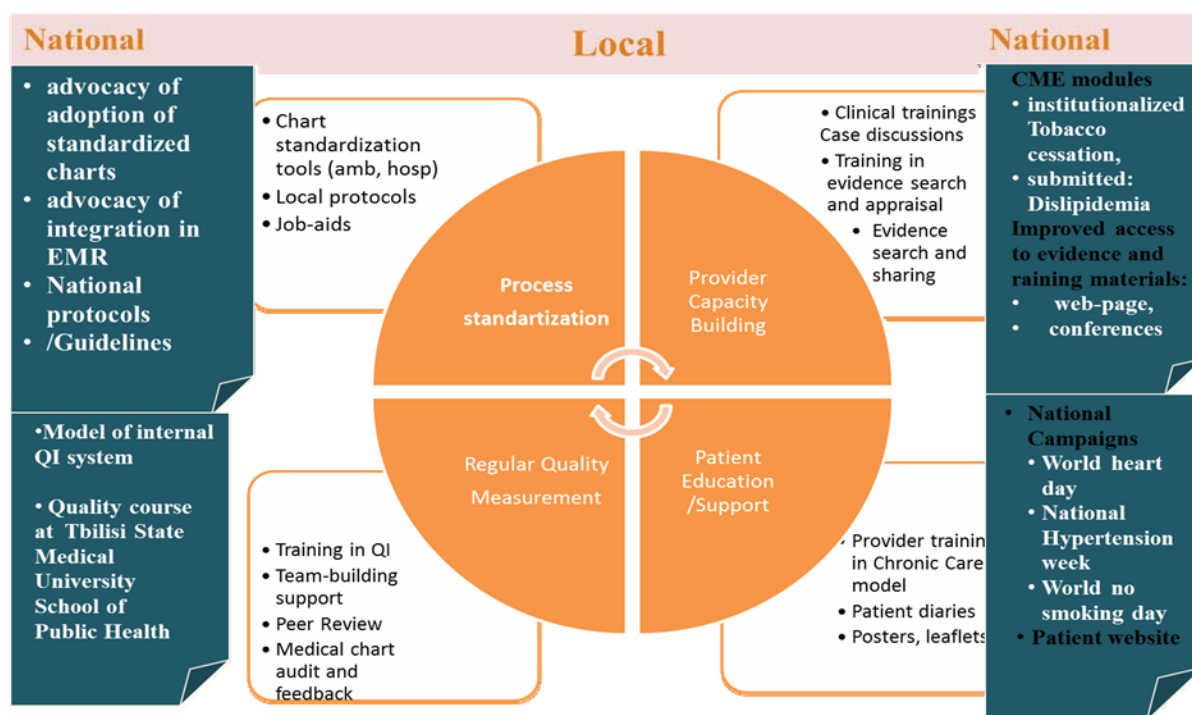 National
Local
National
• advocacy of
adoption of
standardized
charts
• advocacy of
integration in
EMR
• National
protocols
• /Guidelines
• Chart
standardization
tools (amb, hosp)
• Local protocols
• Job-aids
Process
standartization
Provider
Capacity
Building
• Clinical trainings
Case discussions
• Training in
evidence search
and appraisal
• Evidence
search and
sharing
CME modules
• institutionalized
Tobacco
cessation,
• submitted:
Dislipidemia
Improved access
to evidence and
raining materials:
• web-page,
• conferences
•Model of internal
QI system
• Quality course
at Tbilisi State
Medical
University
School of
Public Health
Regular Quality
Measurement
• Training in QI
• Team-building
support
• Peer Review
• Medical chart
audit and
feedback
Patient
Education
/Support
• Provider trainin
in Chronic Care
model
• Patient diaries
• Posters, leaflets
• National
Campaigns
• World heart
day
• National
Hypertension
week
• World no
smoking day
• Patient website